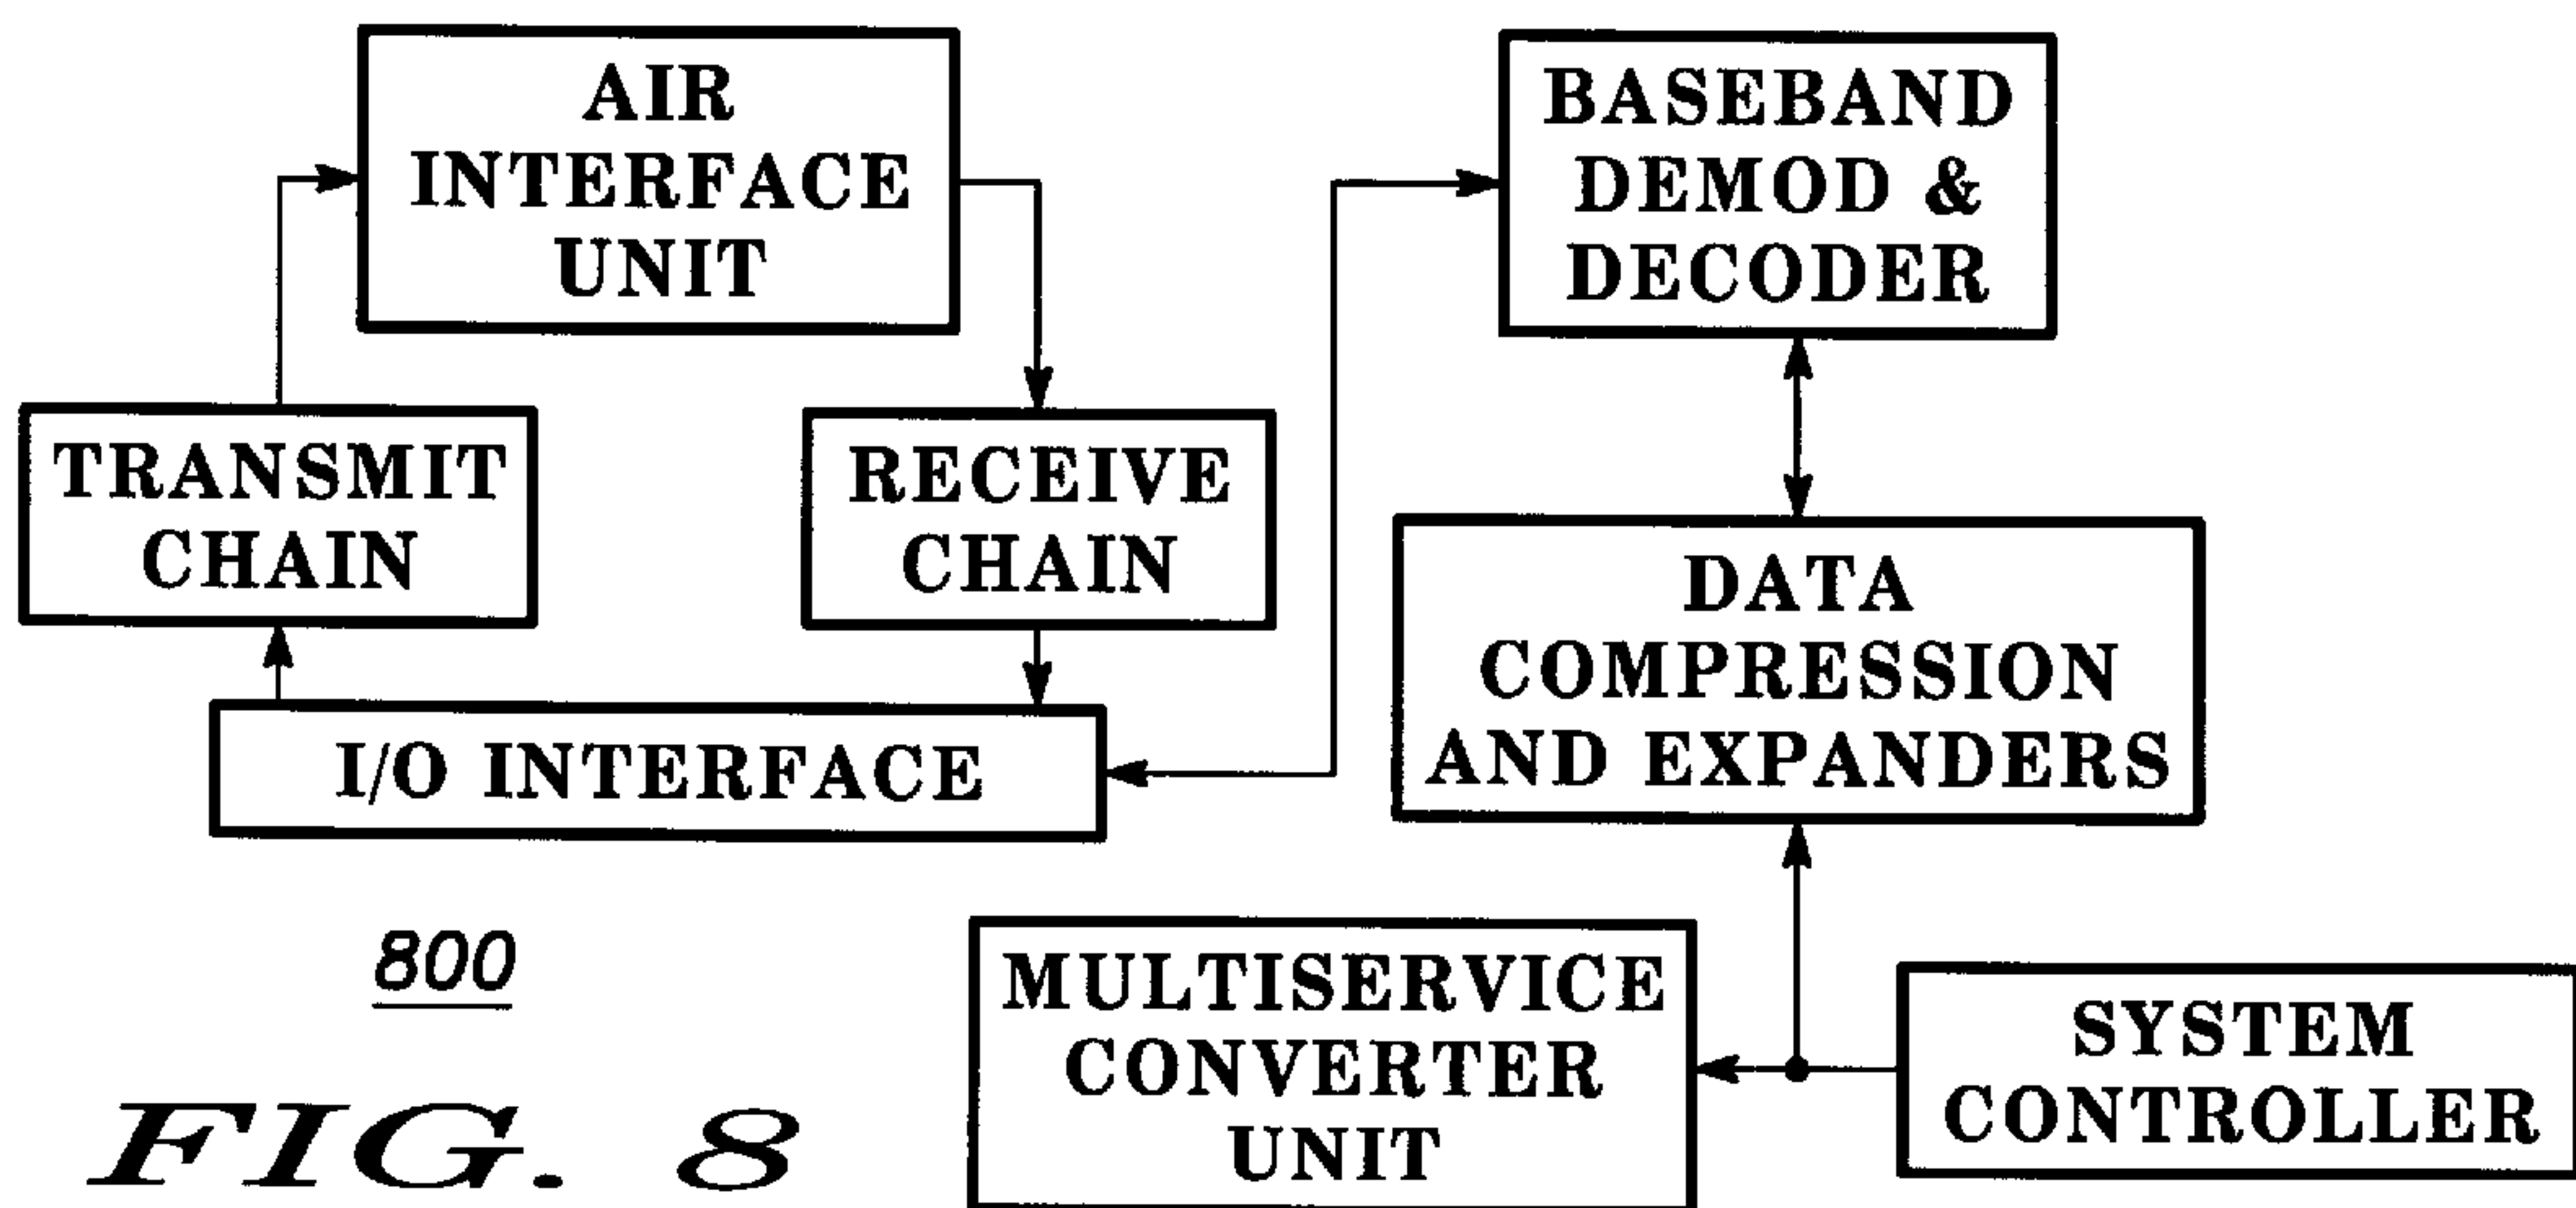 AIR
INTERFACE
UNIT
BASEBAND
DEMOD &
DECODER
TRANSMIT
CHAIN
RECEIVE
CHAIN
DATA
COMPRESSION
AND EXPANDERS
I/O INTERFACE
800
MULTISERVICE
CONVERTER
UNIT
SYSTEM
CONTROLLER
FIG. 8